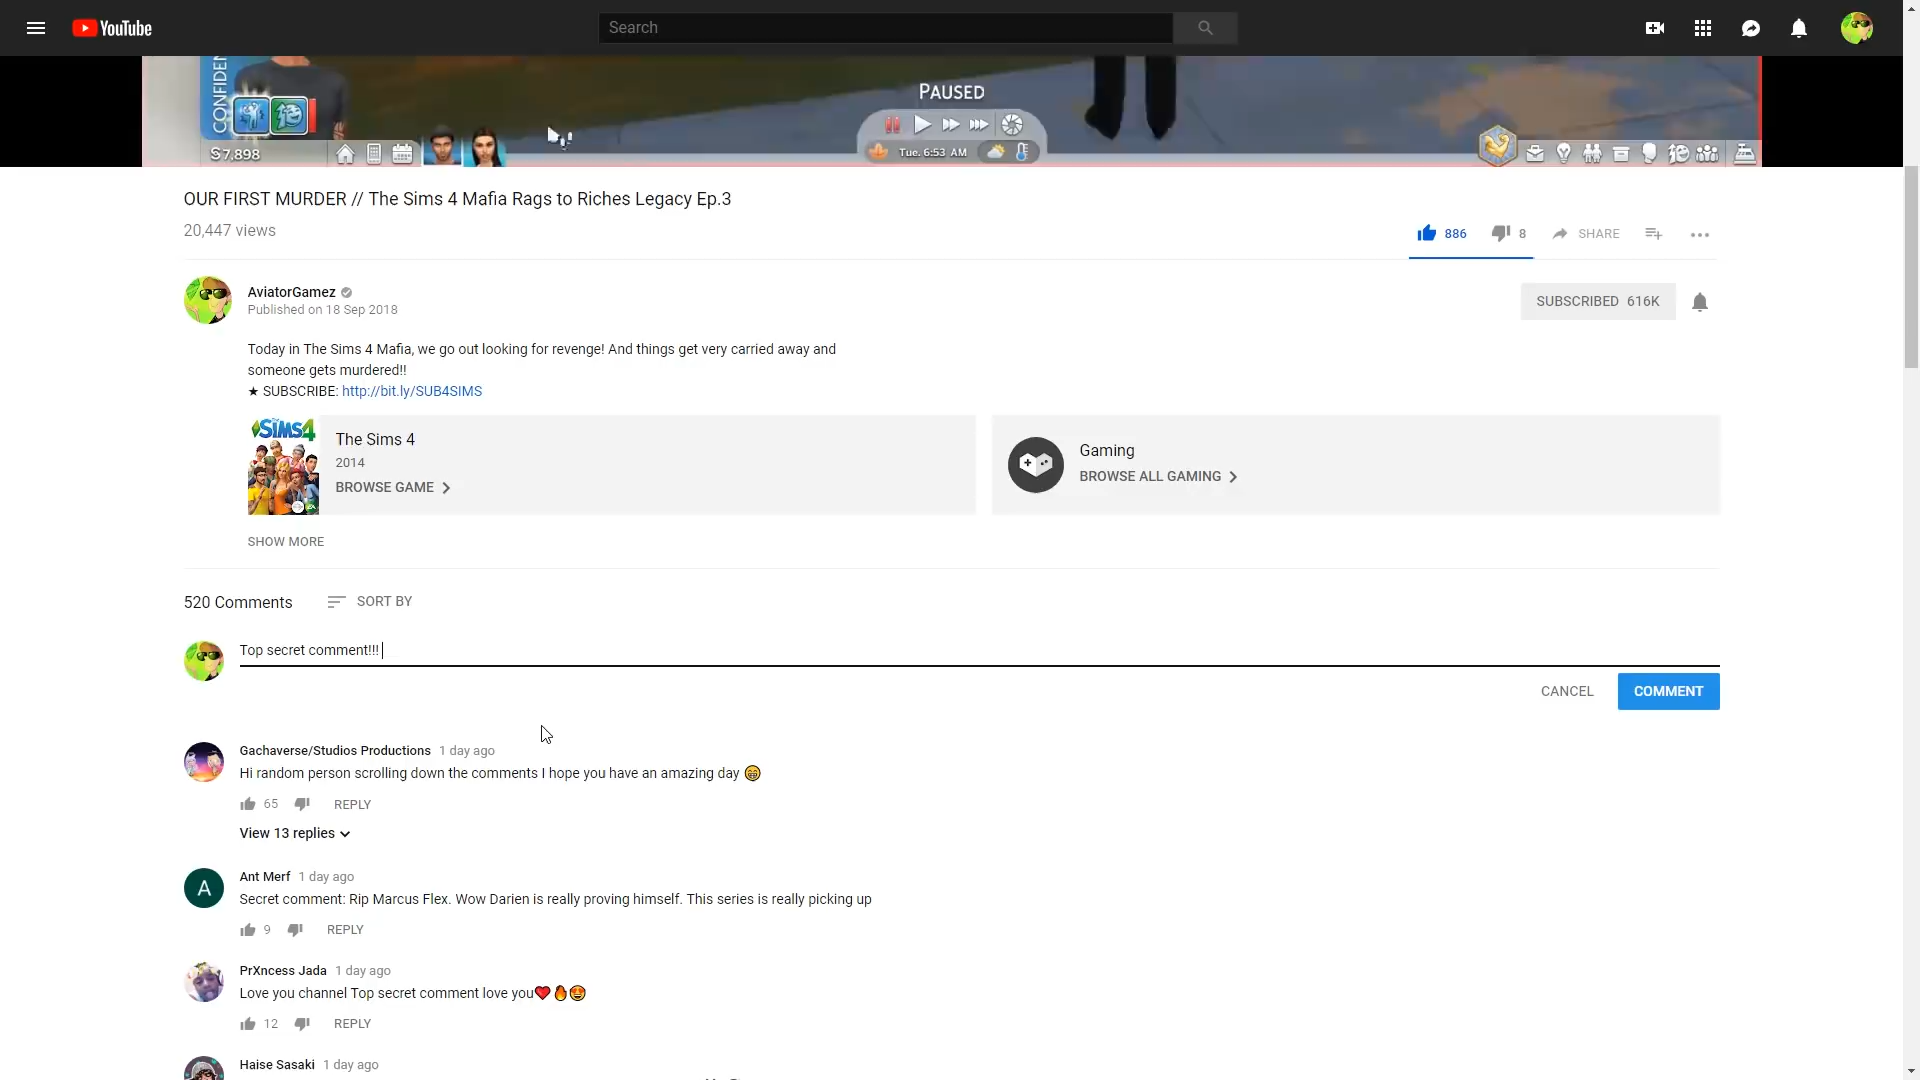 YouTube
Search
CONFIDEN
PAUSED
§7,898
Tue. 6:53 AM
OUR FIRST MURDER // The Sims 4 Mafia Rags to Riches Legacy Ep.3
20,447 views
886
8
SHARE
AviatorGamez
Published on 18 Sep 2018
SUBSCRIBED 616K
Today in The Sims 4 Mafia, we go out looking for revenge! And things get very carried away and
someone gets murdered!!
★ SUBSCRIBE: http://bit.ly/SUB4SIMS
The SIMS 4
The Sims 4
2014
BROWSE GAME
Gaming
BROWSE ALL GAMING
SHOW MORE
520 Comments
SORT BY
Top secret comment!!!
CANCEL
COMMENT
Gachaverse/Studios Productions 1 day ago
Hi random person scrolling down the comments I hope you have an amazing day 😁
65
REPLY
View 13 replies
A
Ant Merf 1 day ago
Secret comment: Rip Marcus Flex. Wow Darien is really proving himself. This series is really picking up
9
REPLY
PrXncess Jada 1 day ago
Love you channel Top secret comment love you❤🔥😍
12
REPLY
Haise Sasaki 1 day ago